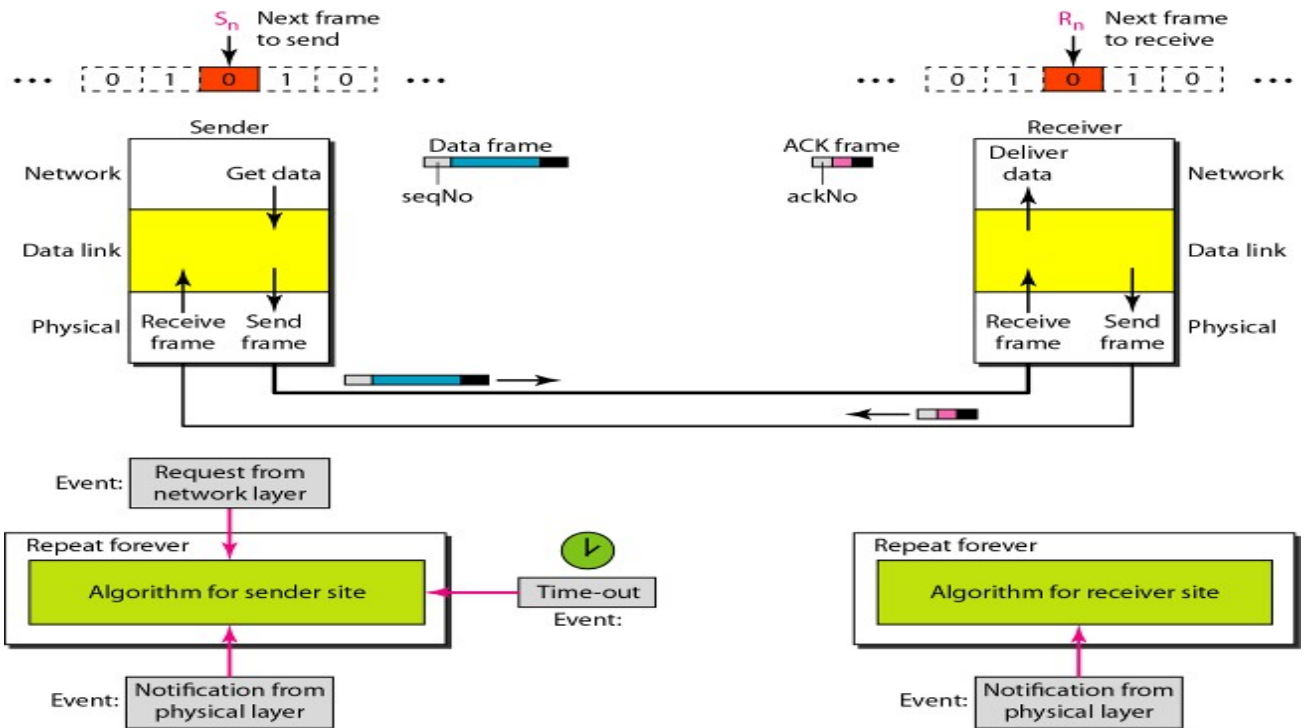 Sn Next frame
to send
Rn Next frame
to receive
... 0 1 0 1 0 ...
... 0 1 0 1 0 ...
Sender
Receiver
Data frame
seqNo
ACK frame
ackNo
Network
Get data
Deliver
data
Network
Data link
Data link
Physical
Receive
frame
Send
frame
Receive
frame
Send
frame
Physical
Event:
Request from
network layer
Repeat forever
Algorithm for sender site
Time-out
Event:
Repeat forever
Algorithm for receiver site
Event:
Notification from
physical layer
Event:
Notification from
physical layer